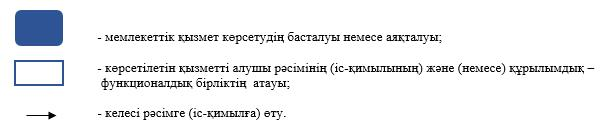 - мемлекеттік қызмет көрсетудің басталуы немесе аяқталуы;
- көрсетілетін қызметті алушы рәсімінің (іс-қимылының) және (немесе) құрылымдық –
функционалдық бірліктің атауы;
- келесі рәсімге (іс-қимылға) өту.